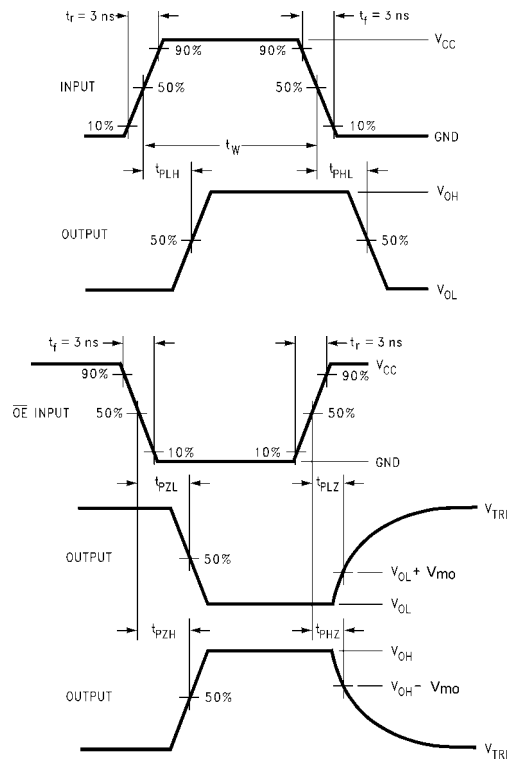 t_r = 3 ns
t_f = 3 ns
90%
90%
V_CC
INPUT
50%
50%
10%
10%
GND
t_W
t_PLH
t_PHL
V_OH
OUTPUT
50%
50%
V_OL
t_f = 3 ns
t_r = 3 ns
V_CC
90%
90%
O̅E̅ INPUT
50%
50%
10%
10%
GND
t_PZL
t_PLZ
V_TRI
OUTPUT
50%
V_OL + Vmo
V_OL
t_PZH
t_PHZ
V_OH
V_OH − Vmo
OUTPUT
50%
V_TRI